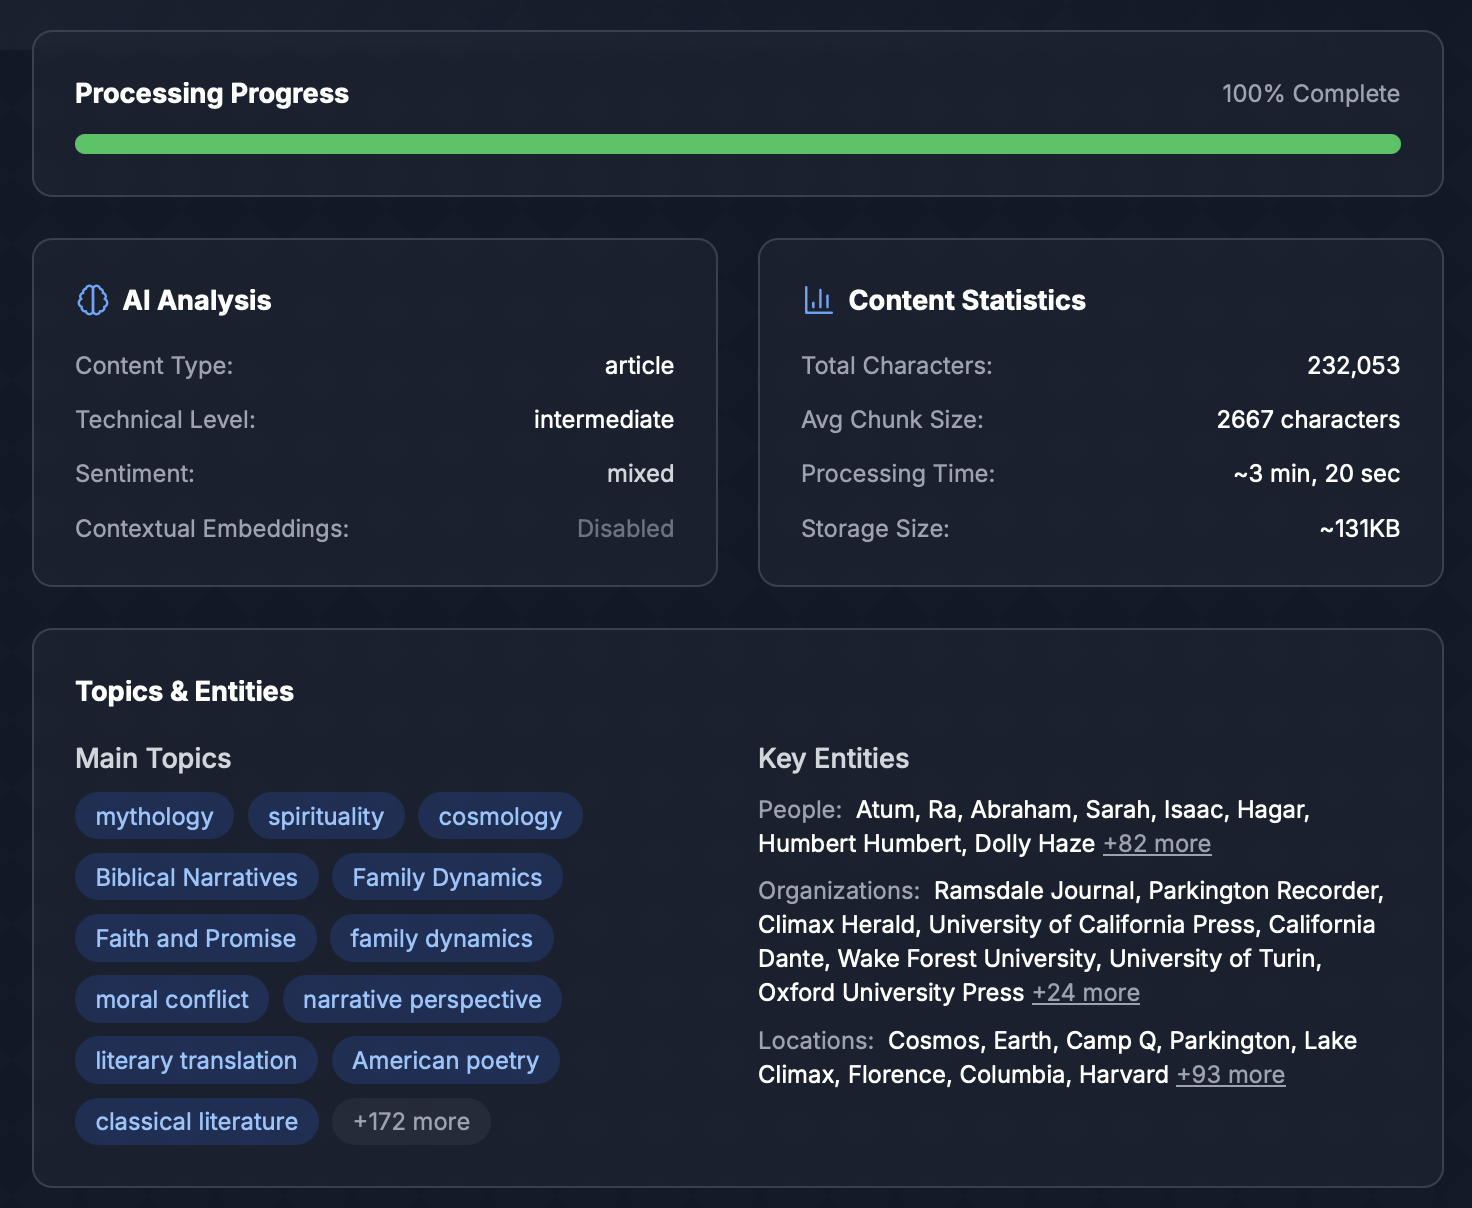 Processing Progress
100% Complete
AI Analysis
Content Type: article
Technical Level: intermediate
Sentiment: mixed
Contextual Embeddings: Disabled
Content Statistics
Total Characters: 232,053
Avg Chunk Size: 2667 characters
Processing Time: ~3 min, 20 sec
Storage Size: ~131KB
Topics & Entities
Main Topics
mythology spirituality cosmology
Biblical Narratives Family Dynamics
Faith and Promise family dynamics
moral conflict narrative perspective
literary translation American poetry
classical literature +172 more
Key Entities
People: Atum, Ra, Abraham, Sarah, Isaac, Hagar,
Humbert Humbert, Dolly Haze +82 more
Organizations: Ramsdale Journal, Parkington Recorder,
Climax Herald, University of California Press, California
Dante, Wake Forest University, University of Turin,
Oxford University Press +24 more
Locations: Cosmos, Earth, Camp Q, Parkington, Lake
Climax, Florence, Columbia, Harvard +93 more